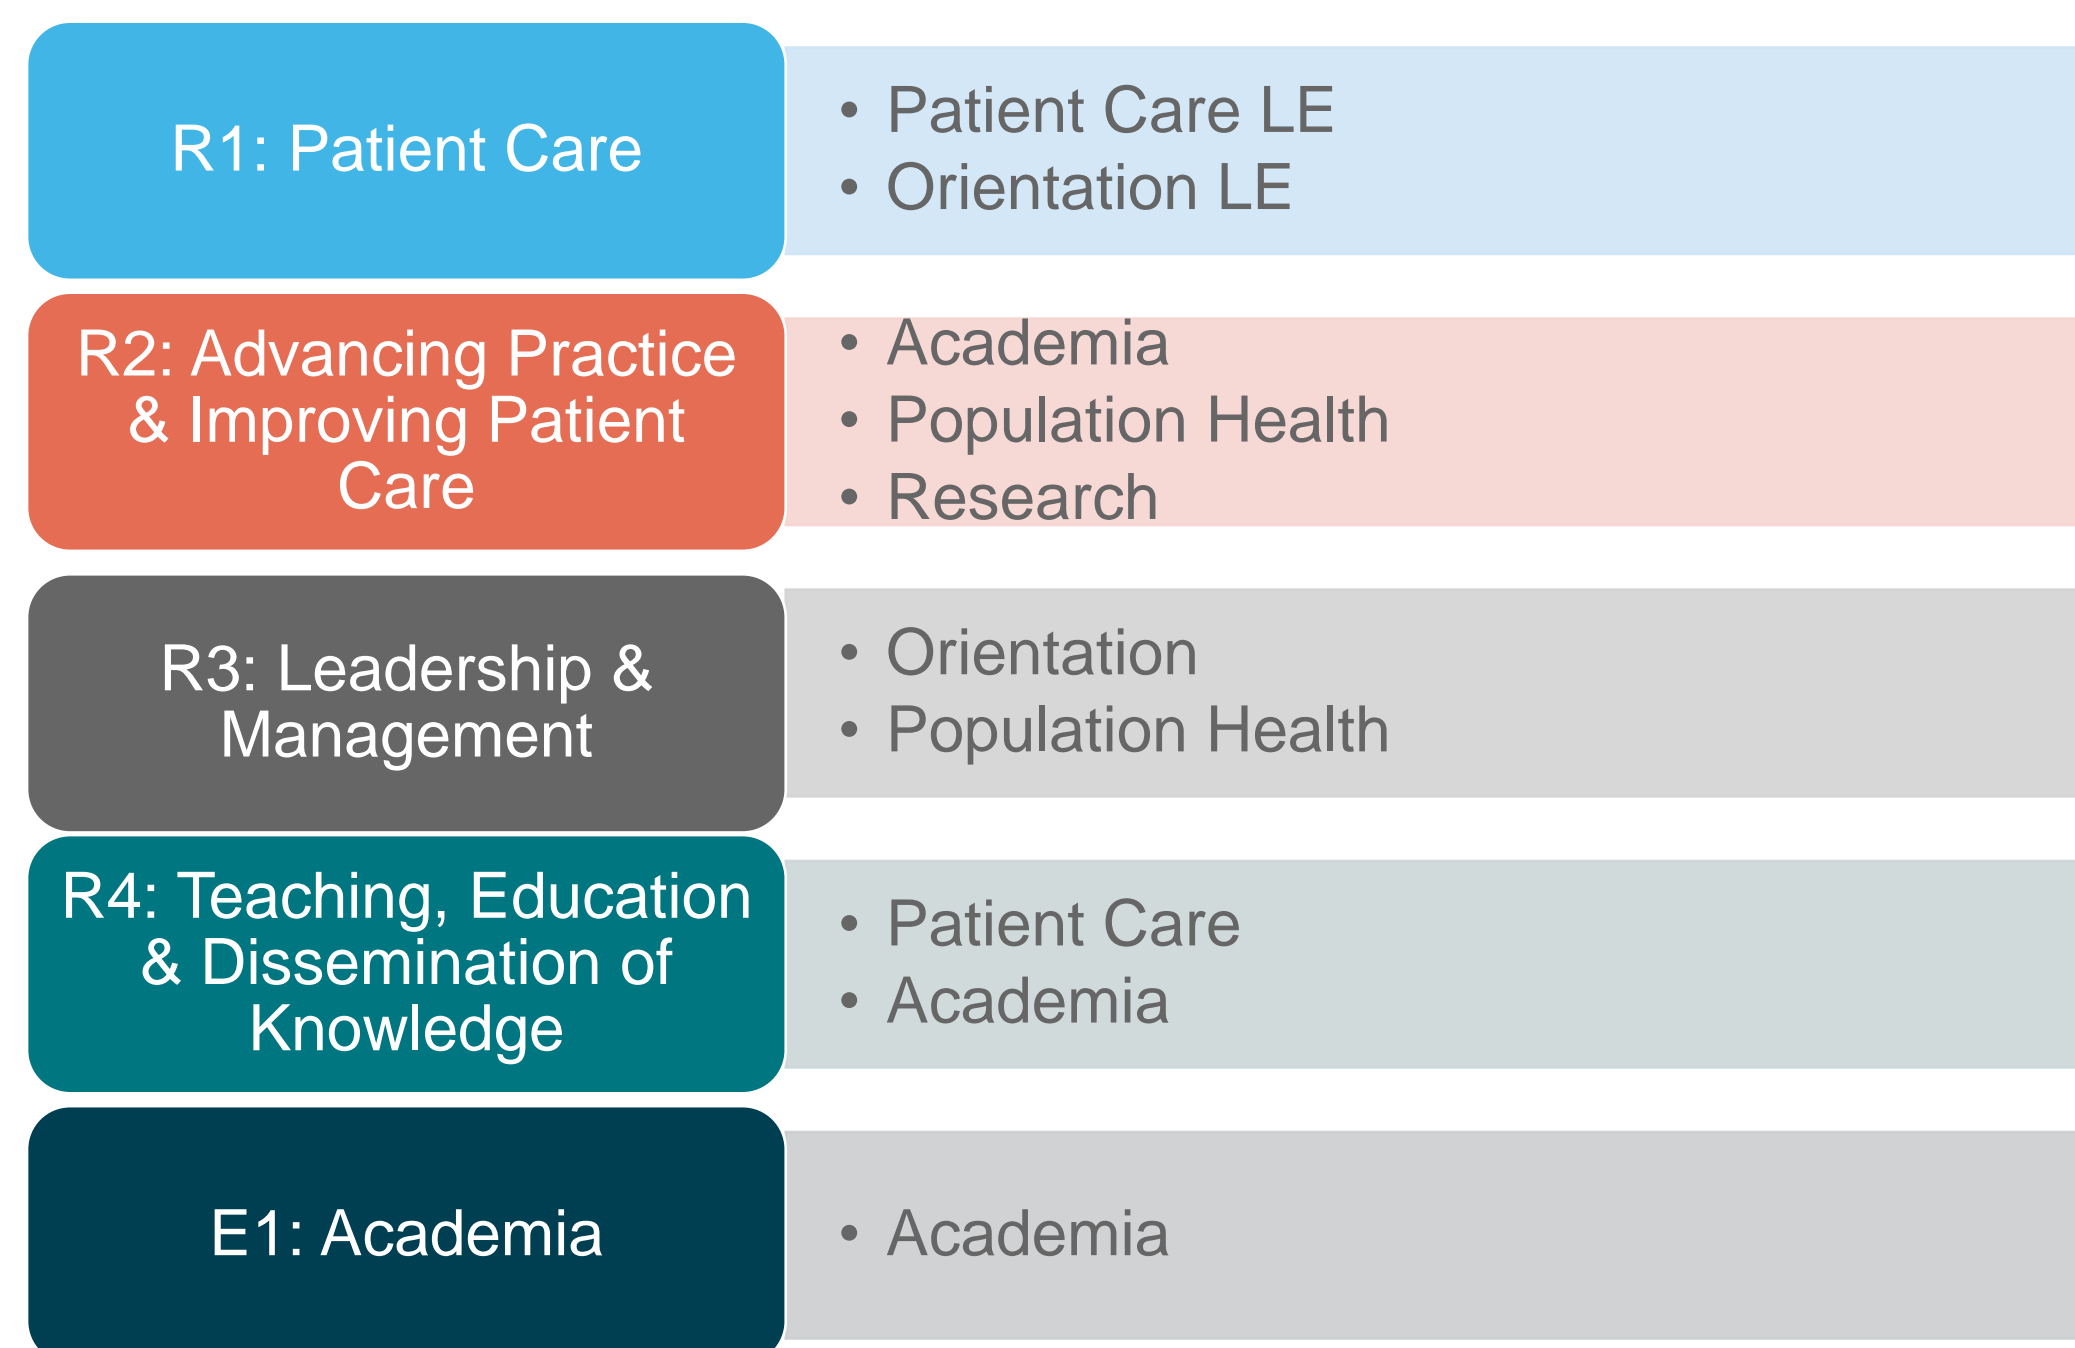 R1: Patient Care
• Patient Care LE
• Orientation LE
R2: Advancing Practice
& Improving Patient
Care
• Academia
• Population Health
• Research
R3: Leadership &
Management
• Orientation
• Population Health
R4: Teaching, Education
& Dissemination of
Knowledge
• Patient Care
• Academia
E1: Academia
• Academia